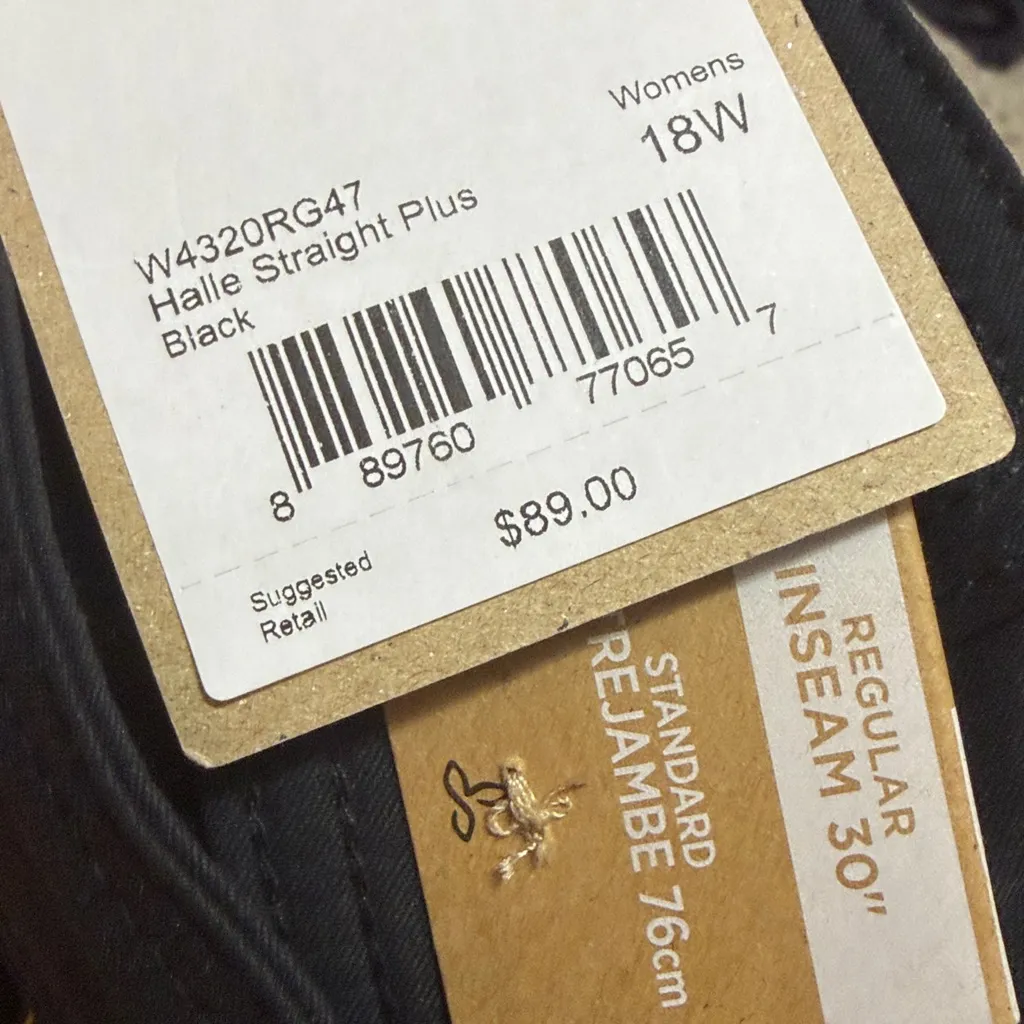 Womens
18W
W4320RG47
Halle Straight Plus
Black
8 89760 77065 7
$89.00
Suggested
Retail
REGULAR
INSEAM 30"
STANDARD
TREJAMBE 76cm